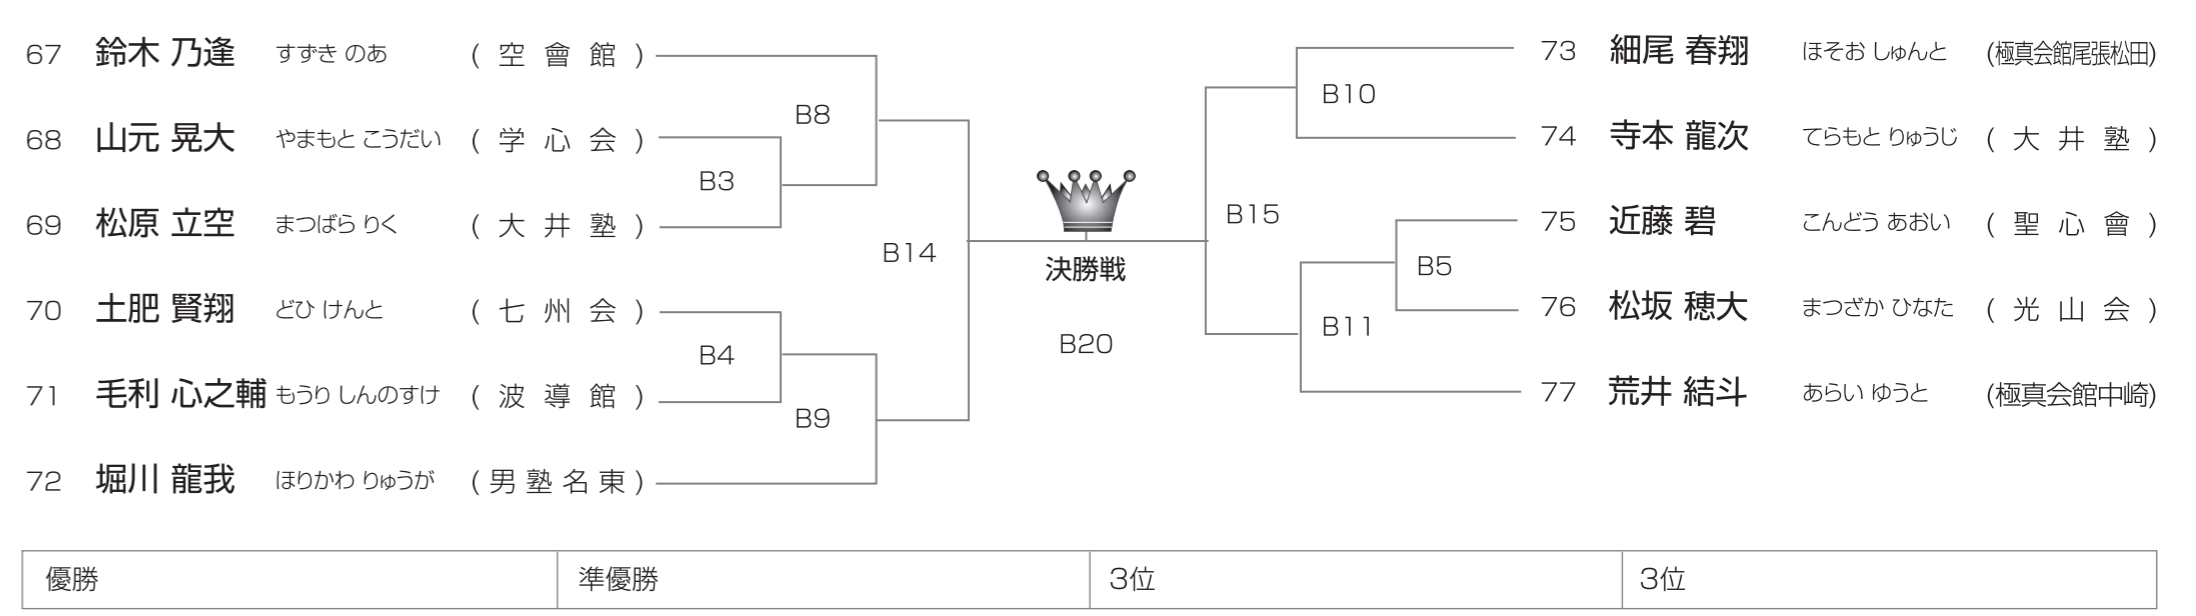 67 鈴木 乃逢 すずき のあ (空會館)
68 山元 晃大 やまもと こうだい (学心会)
69 松原 立空 まつばら りく (大井塾)
70 土肥 賢翔 どひ けんと (七州会)
71 毛利 心之輔 もうり しんのすけ (波導館)
72 堀川 龍我 ほりかわ りゅうが (男塾名東)
B8
B3
B14
B4
B9
決勝戦
B20
B10
B15
B5
B11
73 細尾 春翔 ほそお しゅんと (極真会館尾張松田)
74 寺本 龍次 てらもと りゅうじ (大井塾)
75 近藤 碧 こんどう あおい (聖心會)
76 松坂 穂大 まつざか ひなた (光山会)
77 荒井 結斗 あらい ゆうと (極真会館中崎)
優勝 準優勝 3位 3位